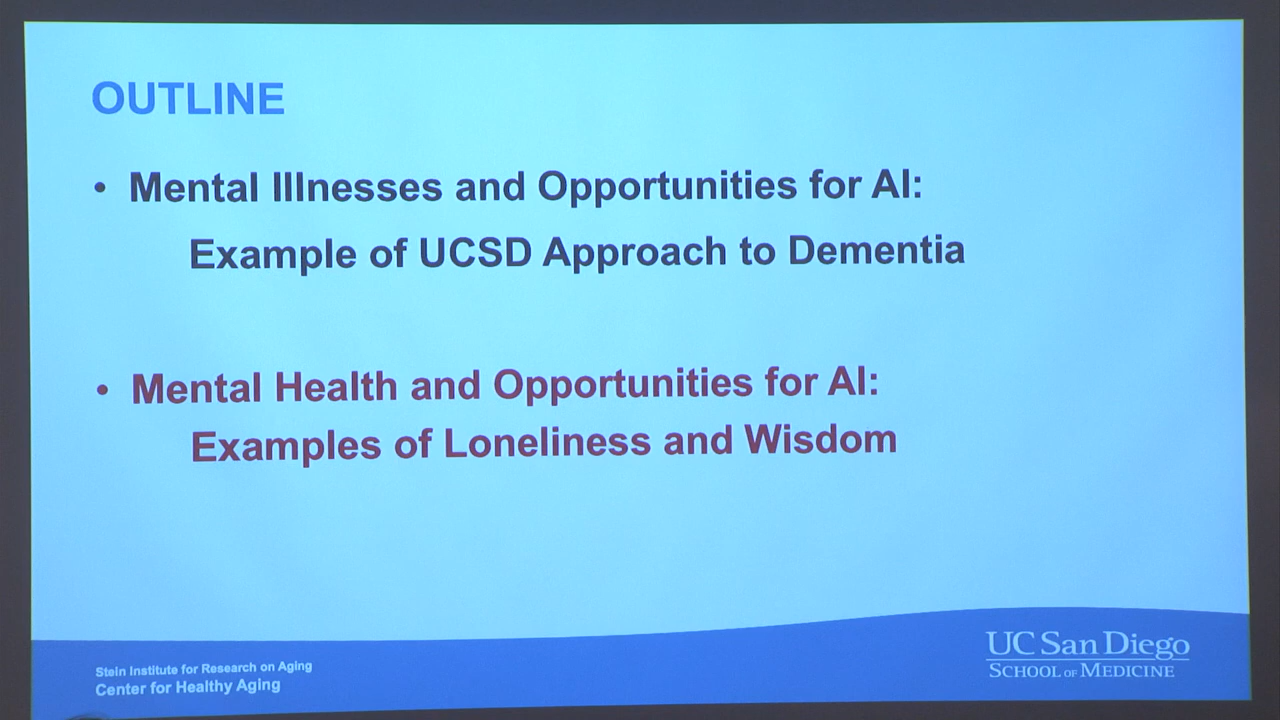 OUTLINE
• Mental Illnesses and Opportunities for AI:
Example of UCSD Approach to Dementia
• Mental Health and Opportunities for AI:
Examples of Loneliness and Wisdom
Stein Institute for Research on Aging
Center for Healthy Aging
UC San Diego
SCHOOL OF MEDICINE